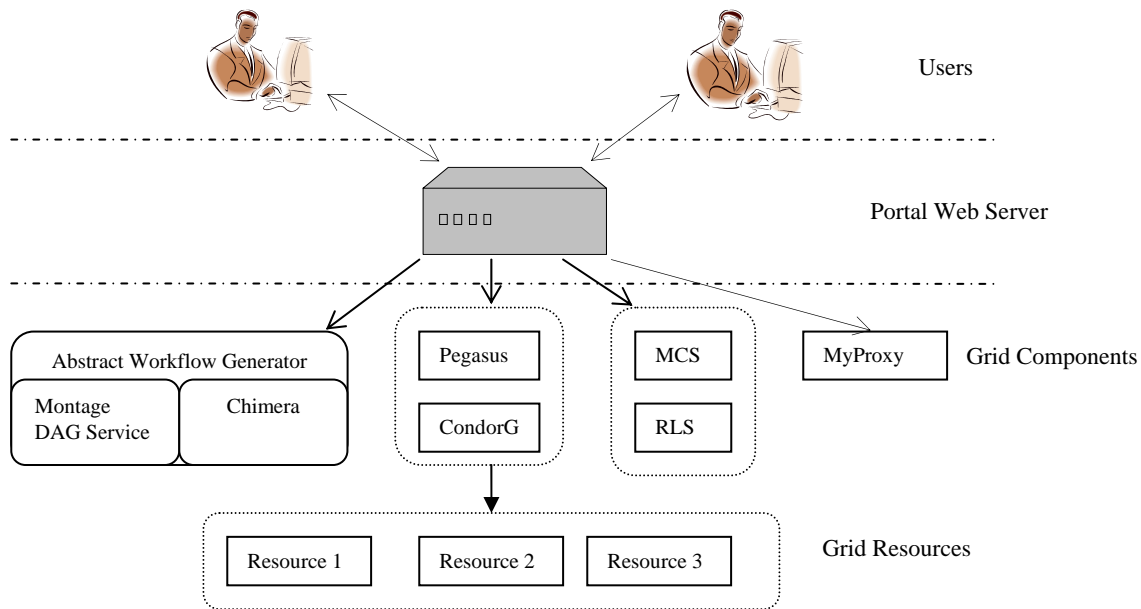 Users
Portal Web Server
Abstract Workflow Generator
Montage
DAG Service
Chimera
Pegasus
CondorG
MCS
RLS
MyProxy
Grid Components
Resource 1
Resource 2
Resource 3
Grid Resources